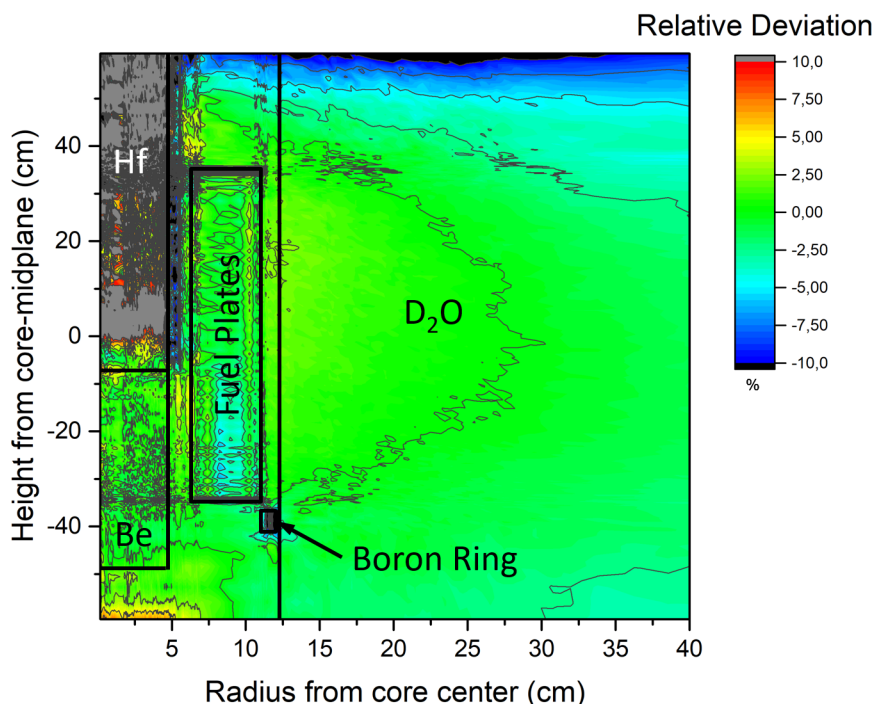 Relative Deviation
10,0
7,50
5,00
2,50
0,00
-2,50
-5,00
-7,50
-10,0
%
Height from core-midplane (cm)
40
20
0
-20
-40
Hf
Fuel Plates
D₂O
Be
Boron Ring
5
10
15
20
25
30
35
40
Radius from core center (cm)